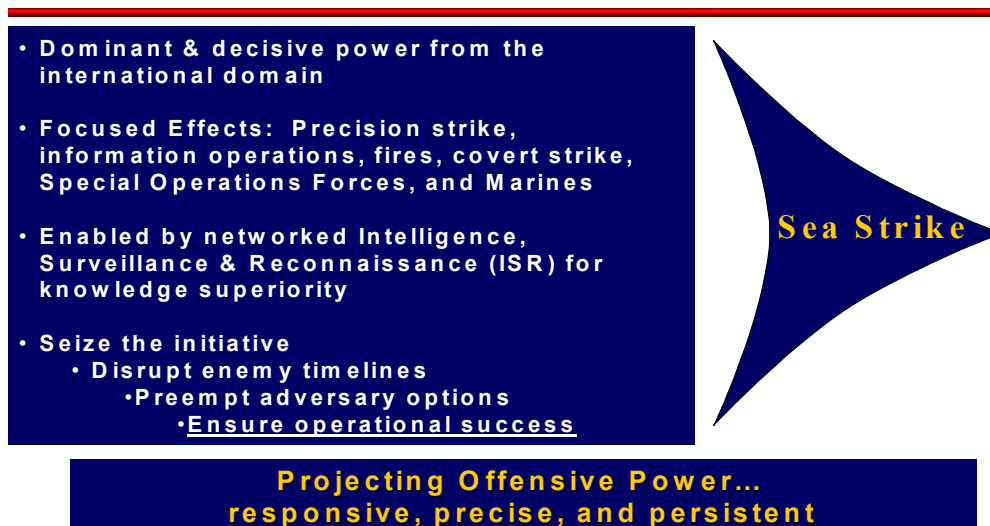 • Dominant & decisive power from the
international domain
• Focused Effects: Precision strike,
information operations, fires, covert strike,
Special Operations Forces, and Marines
• Enabled by networked Intelligence,
Surveillance & Reconnaissance (ISR) for
knowledge superiority
• Seize the initiative
• Disrupt enemy timelines
•Preempt adversary options
•Ensure operational success
Sea Strike
Projecting Offensive Power...
responsive, precise, and persistent